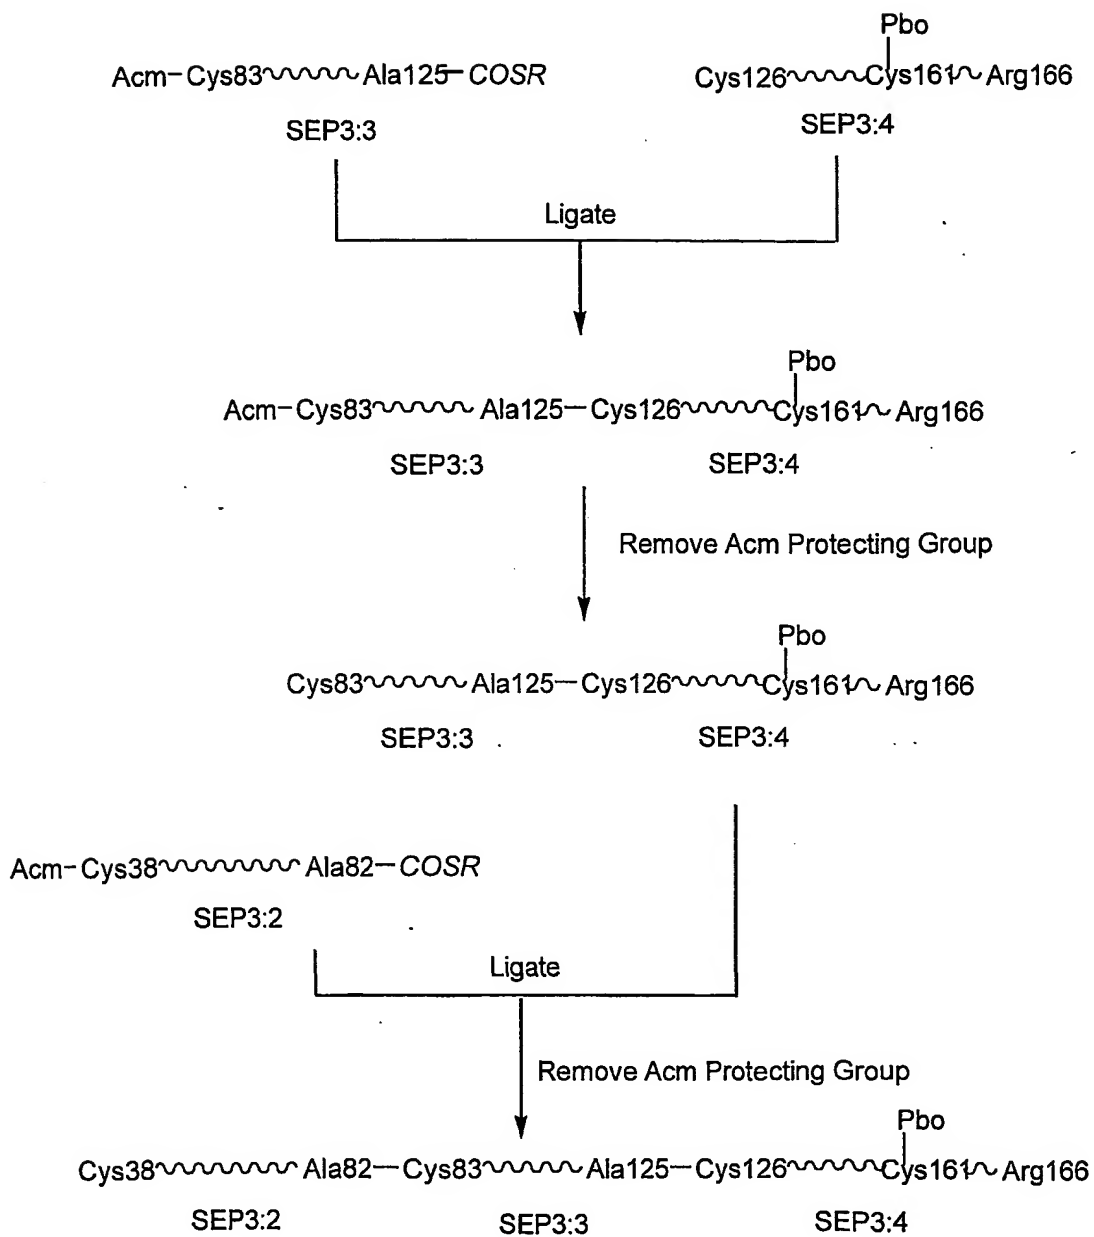 Pbo
Acm-Cys83 Ala125-COSR
Cys126 Cys161 Arg166
SEP3:3
SEP3:4
Ligate
Pbo
Acm-Cys83 Ala125-Cys126 Cys161 Arg166
SEP3:3 SEP3:4
Remove Acm Protecting Group
Pbo
Cys83 Ala125-Cys126 Cys161 Arg166
SEP3:3 SEP3:4
Acm-Cys38 Ala82-COSR
SEP3:2
Ligate
Remove Acm Protecting Group
Pbo
Cys38 Ala82-Cys83 Ala125-Cys126 Cys161 Arg166
SEP3:2 SEP3:3 SEP3:4